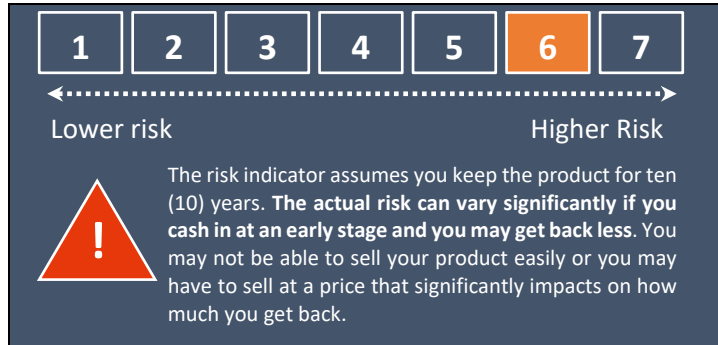 1 2 3 4 5 6 7
Lower risk Higher Risk
The risk indicator assumes you keep the product for ten
(10) years. The actual risk can vary significantly if you
cash in at an early stage and you may get back less. You
may not be able to sell your product easily or you may
have to sell at a price that significantly impacts on how
much you get back.
!